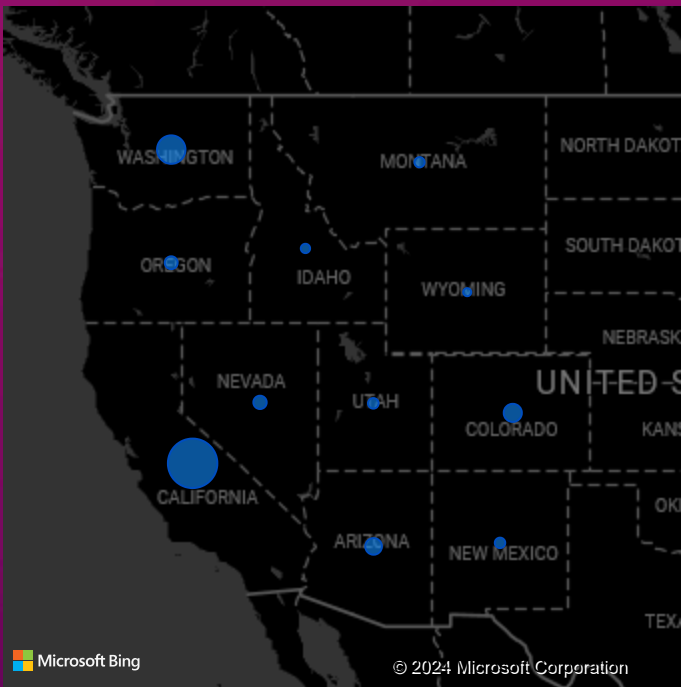 WASHINGTON
MONTANA
NORTH DAKOT
OREGON
IDAHO
WYOMING
SOUTH DAKOT
NEBRASK
NEVADA
UTAH
COLORADO
UNITED S
KANS
CALIFORNIA
ARIZONA
NEW MEXICO
OK
TEXA
Microsoft Bing
© 2024 Microsoft Corporation